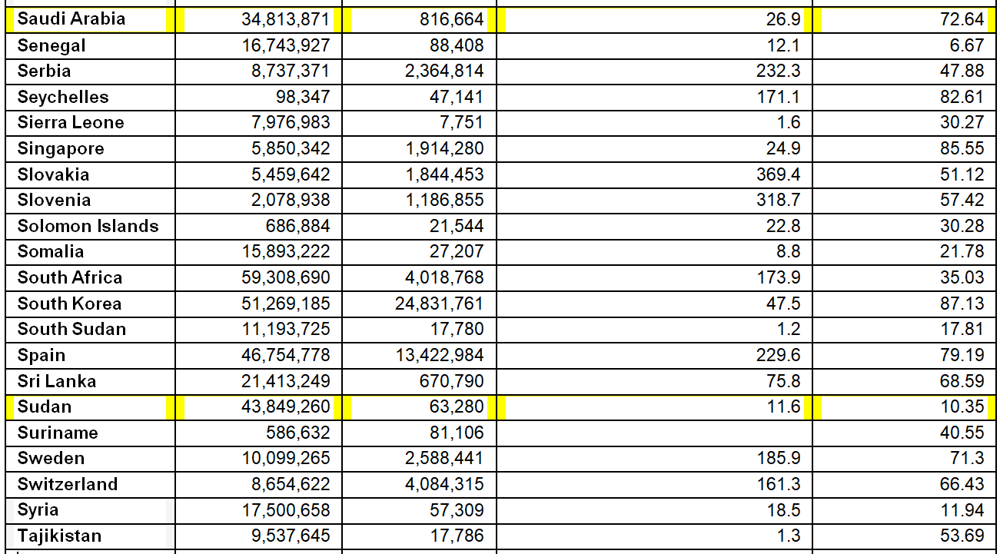 Saudi Arabia 34,813,871 816,664 26.9 72.64
Senegal 16,743,927 88,408 12.1 6.67
Serbia 8,737,371 2,364,814 232.3 47.88
Seychelles 98,347 47,141 171.1 82.61
Sierra Leone 7,976,983 7,751 1.6 30.27
Singapore 5,850,342 1,914,280 24.9 85.55
Slovakia 5,459,642 1,844,453 369.4 51.12
Slovenia 2,078,938 1,186,855 318.7 57.42
Solomon Islands 686,884 21,544 22.8 30.28
Somalia 15,893,222 27,207 8.8 21.78
South Africa 59,308,690 4,018,768 173.9 35.03
South Korea 51,269,185 24,831,761 47.5 87.13
South Sudan 11,193,725 17,780 1.2 17.81
Spain 46,754,778 13,422,984 229.6 79.19
Sri Lanka 21,413,249 670,790 75.8 68.59
Sudan 43,849,260 63,280 11.6 10.35
Suriname 586,632 81,106 40.55
Sweden 10,099,265 2,588,441 185.9 71.3
Switzerland 8,654,622 4,084,315 161.3 66.43
Syria 17,500,658 57,309 18.5 11.94
Tajikistan 9,537,645 17,786 1.3 53.69